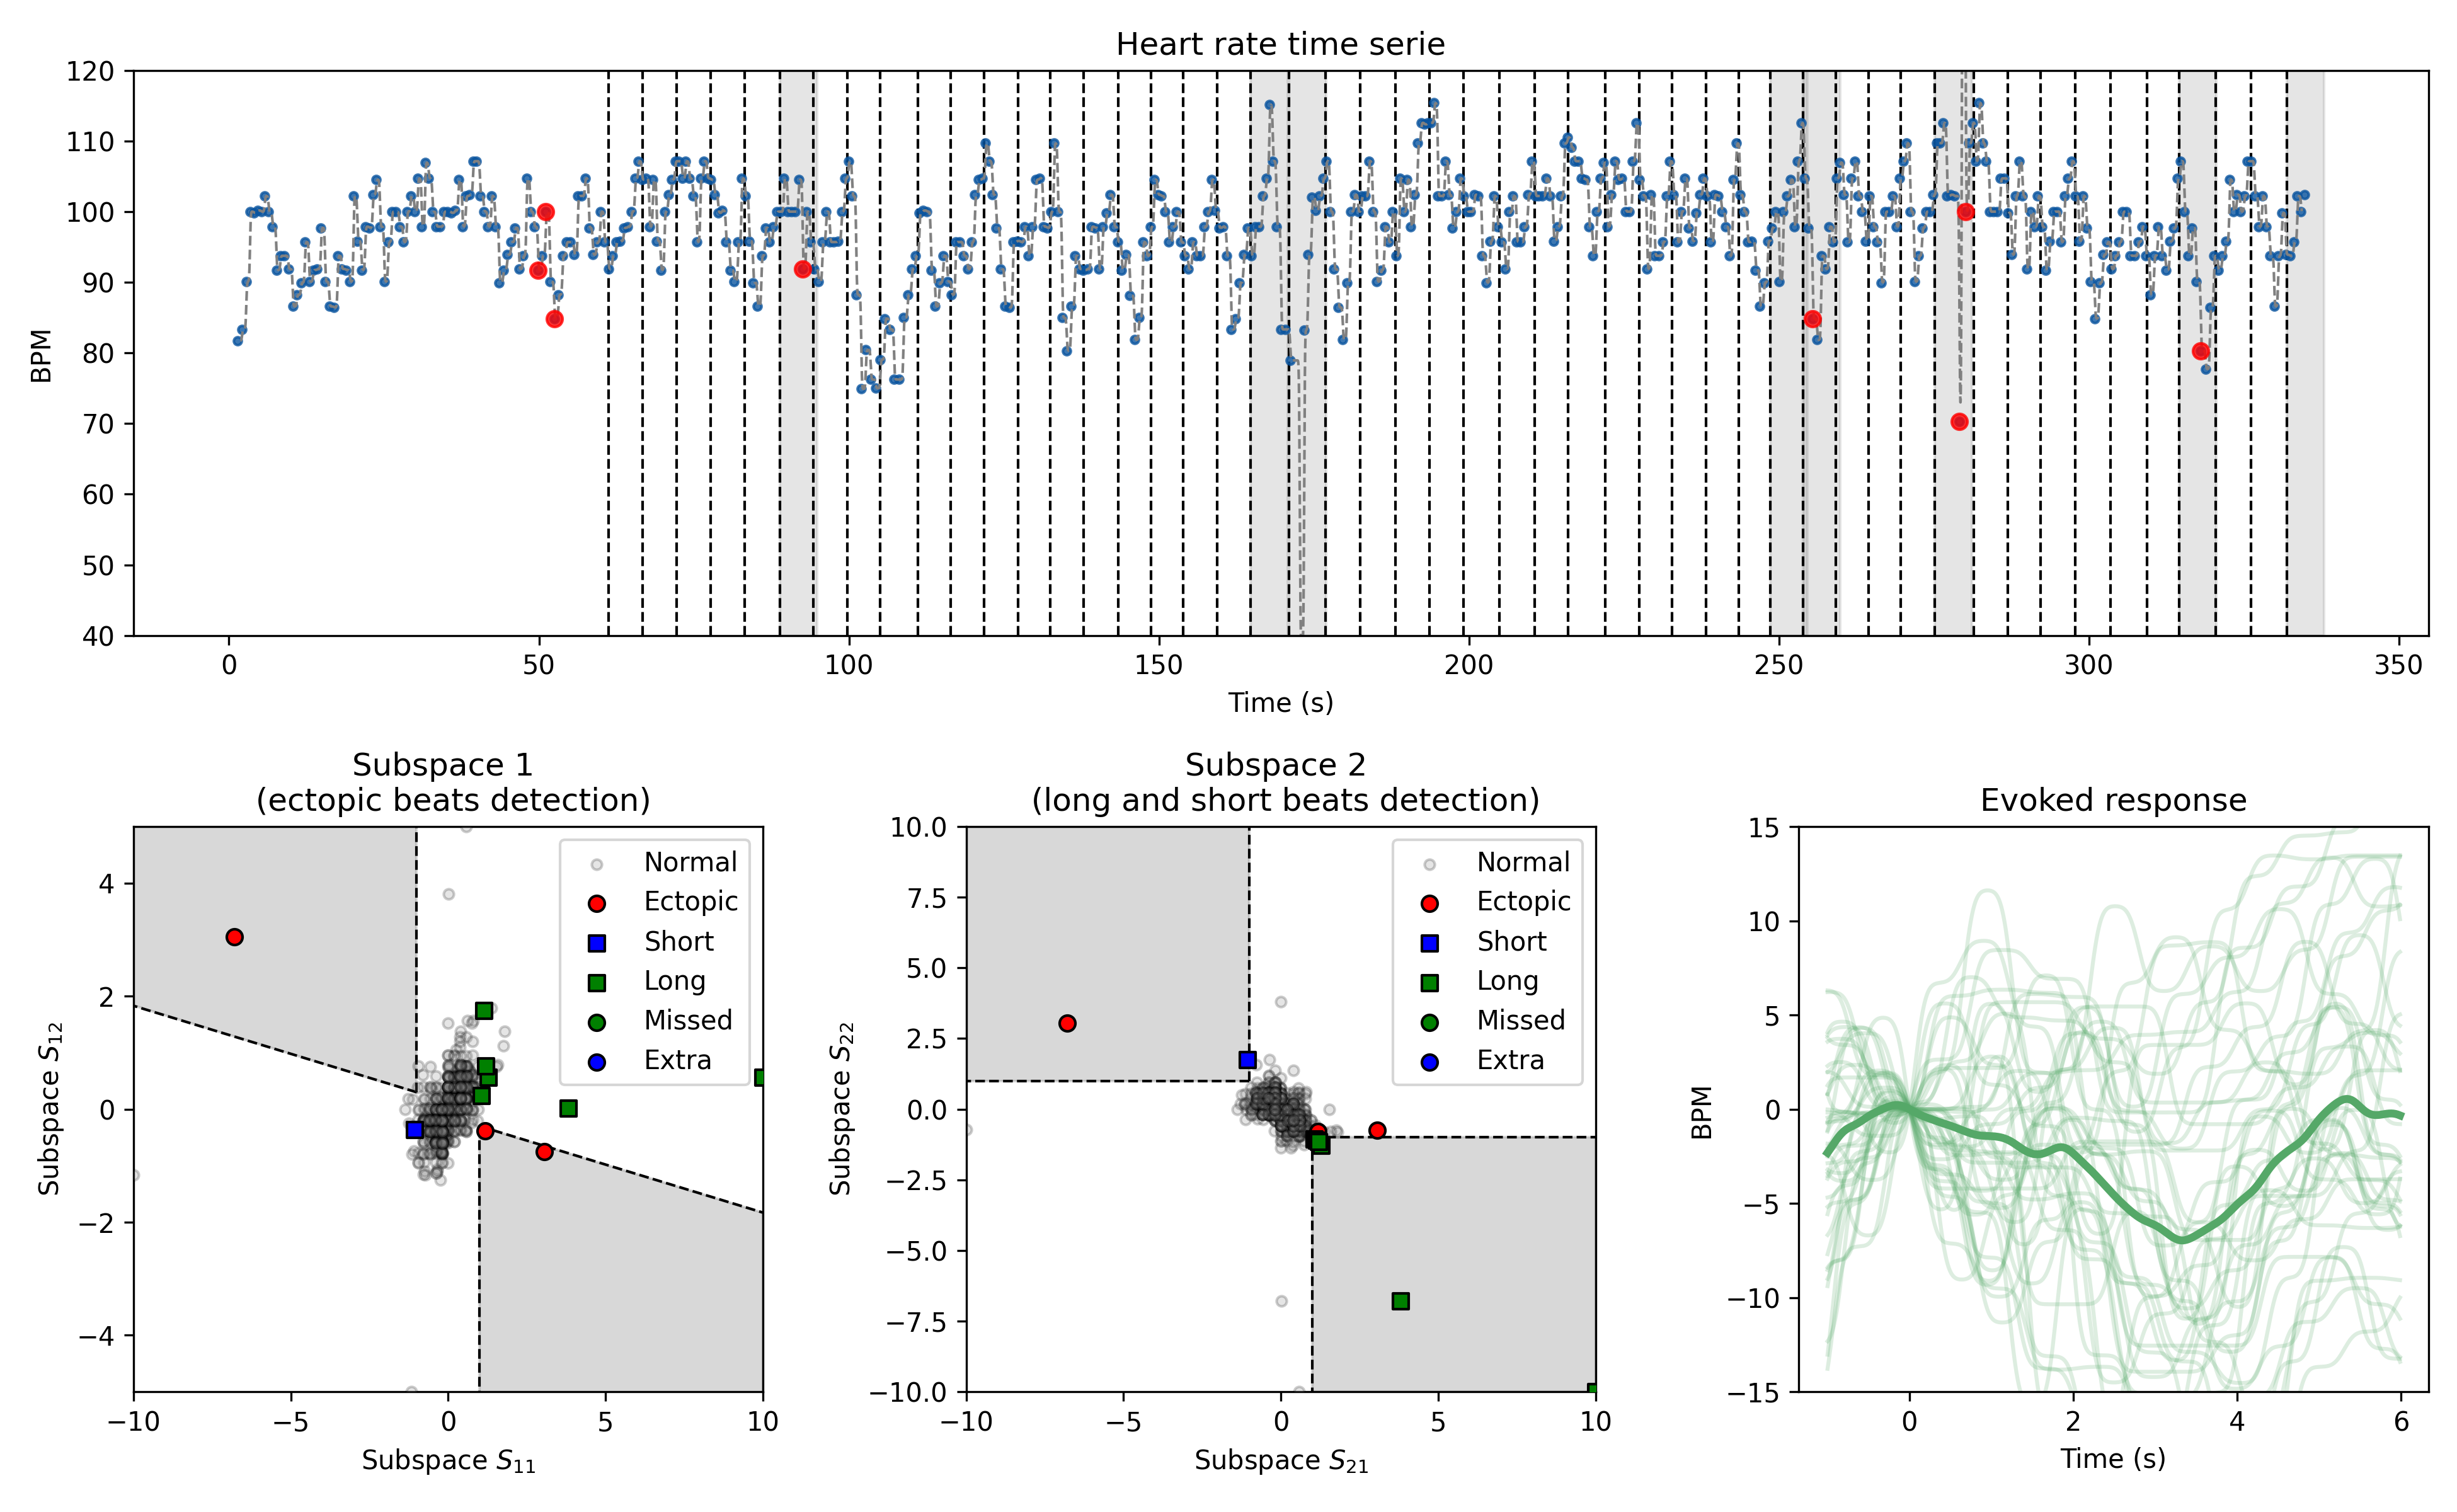 Heart rate time serie
120
110
100
90
80
70
60
50
40
BPM
0 50 100 150 200 250 300 350
Time (s)
Subspace 1
(ectopic beats detection)
4
2
0
−2
−4
Subspace S12
Normal
Ectopic
Short
Long
Missed
Extra
−10 −5 0 5 10
Subspace S11
Subspace 2
(long and short beats detection)
10.0
7.5
5.0
2.5
0.0
−2.5
−5.0
−7.5
−10.0
Subspace S22
Normal
Ectopic
Short
Long
Missed
Extra
−10 −5 0 5 10
Subspace S21
Evoked response
15
10
5
0
−5
−10
−15
BPM
0 2 4 6
Time (s)